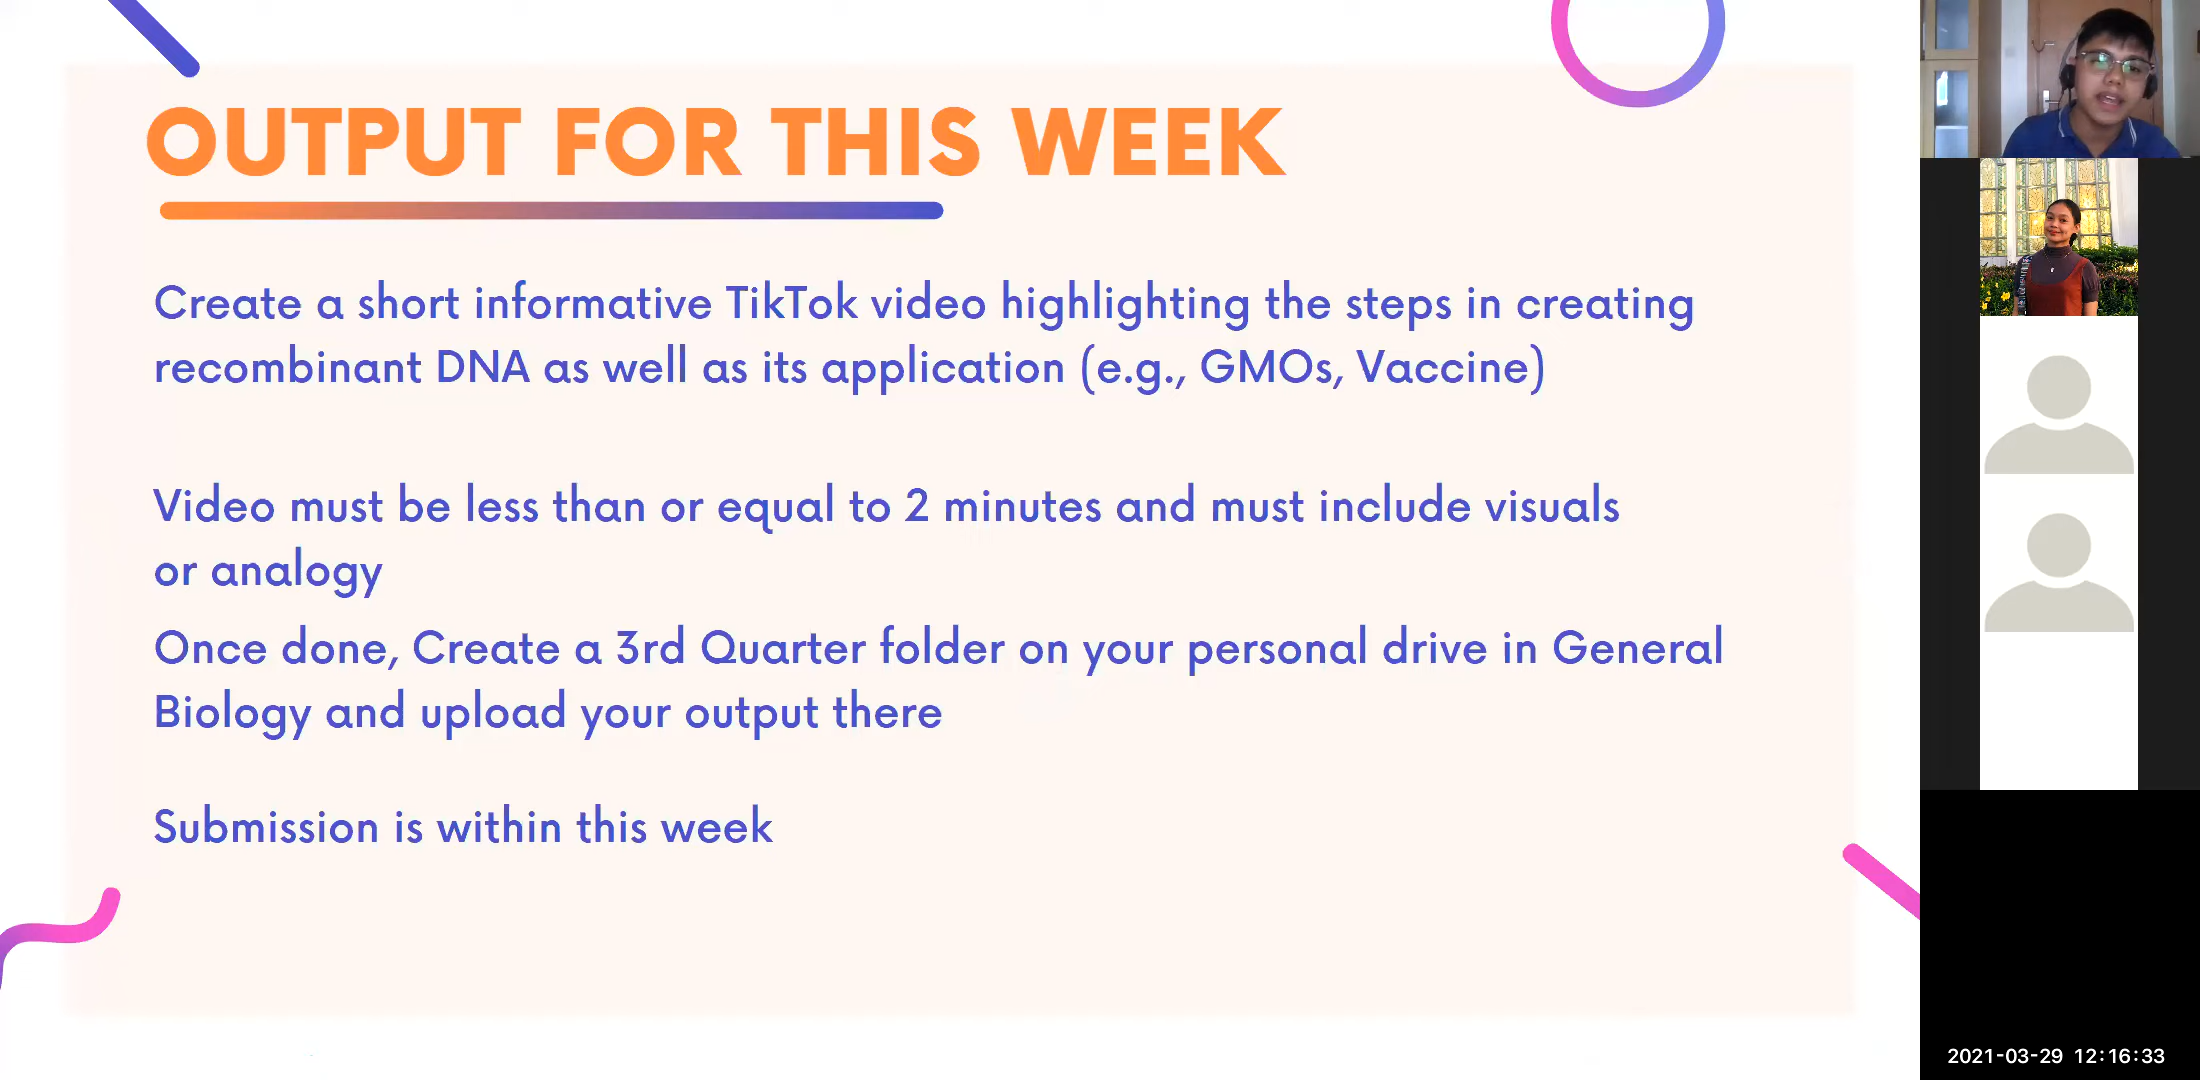 OUTPUT FOR THIS WEEK
Create a short informative TikTok video highlighting the steps in creating
recombinant DNA as well as its application (e.g., GMOs, Vaccine)
Video must be less than or equal to 2 minutes and must include visuals
or analogy
Once done, Create a 3rd Quarter folder on your personal drive in General
Biology and upload your output there
Submission is within this week
2021-03-29 12:16:33